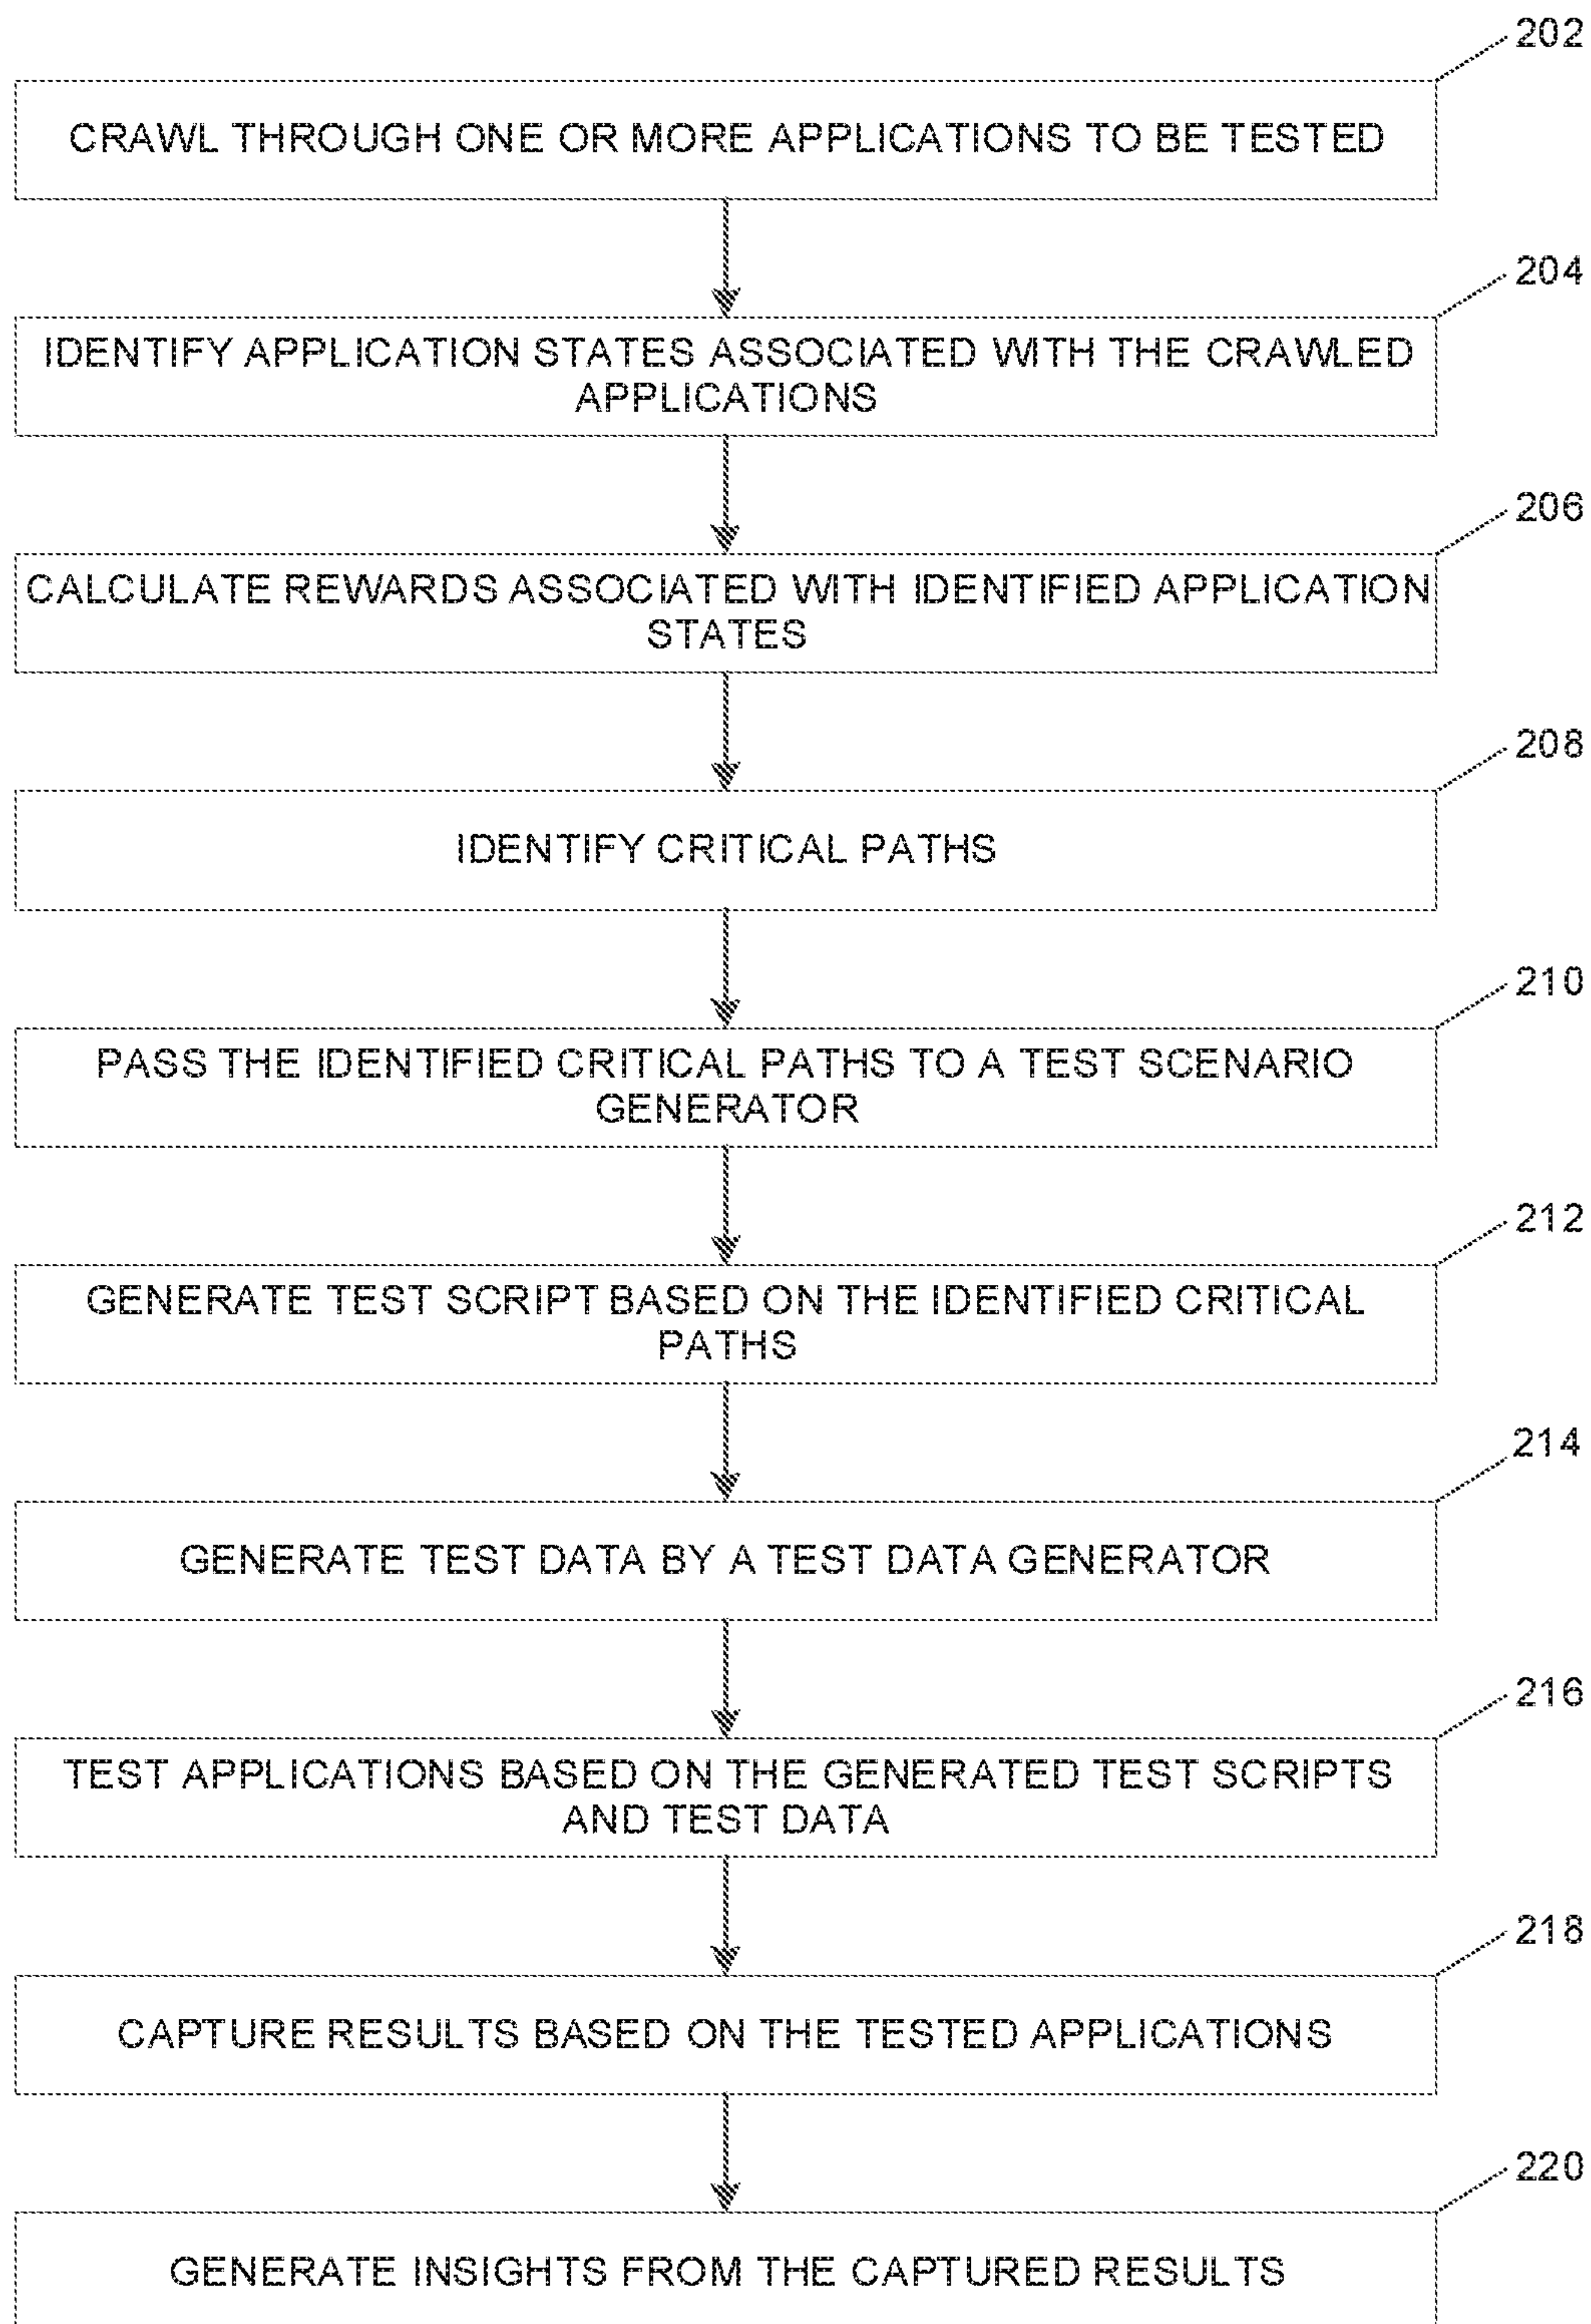 202
CRAWL THROUGH ONE OR MORE APPLICATIONS TO BE TESTED
204
IDENTIFY APPLICATION STATES ASSOCIATED WITH THE CRAWLED
APPLICATIONS
206
CALCULATE REWARDS ASSOCIATED WITH IDENTIFIED APPLICATION
STATES
208
IDENTIFY CRITICAL PATHS
210
PASS THE IDENTIFIED CRITICAL PATHS TO A TEST SCENARIO
GENERATOR
212
GENERATE TEST SCRIPT BASED ON THE IDENTIFIED CRITICAL
PATHS
214
GENERATE TEST DATA BY A TEST DATA GENERATOR
216
TEST APPLICATIONS BASED ON THE GENERATED TEST SCRIPTS
AND TEST DATA
218
CAPTURE RESULTS BASED ON THE TESTED APPLICATIONS
220
GENERATE INSIGHTS FROM THE CAPTURED RESULTS